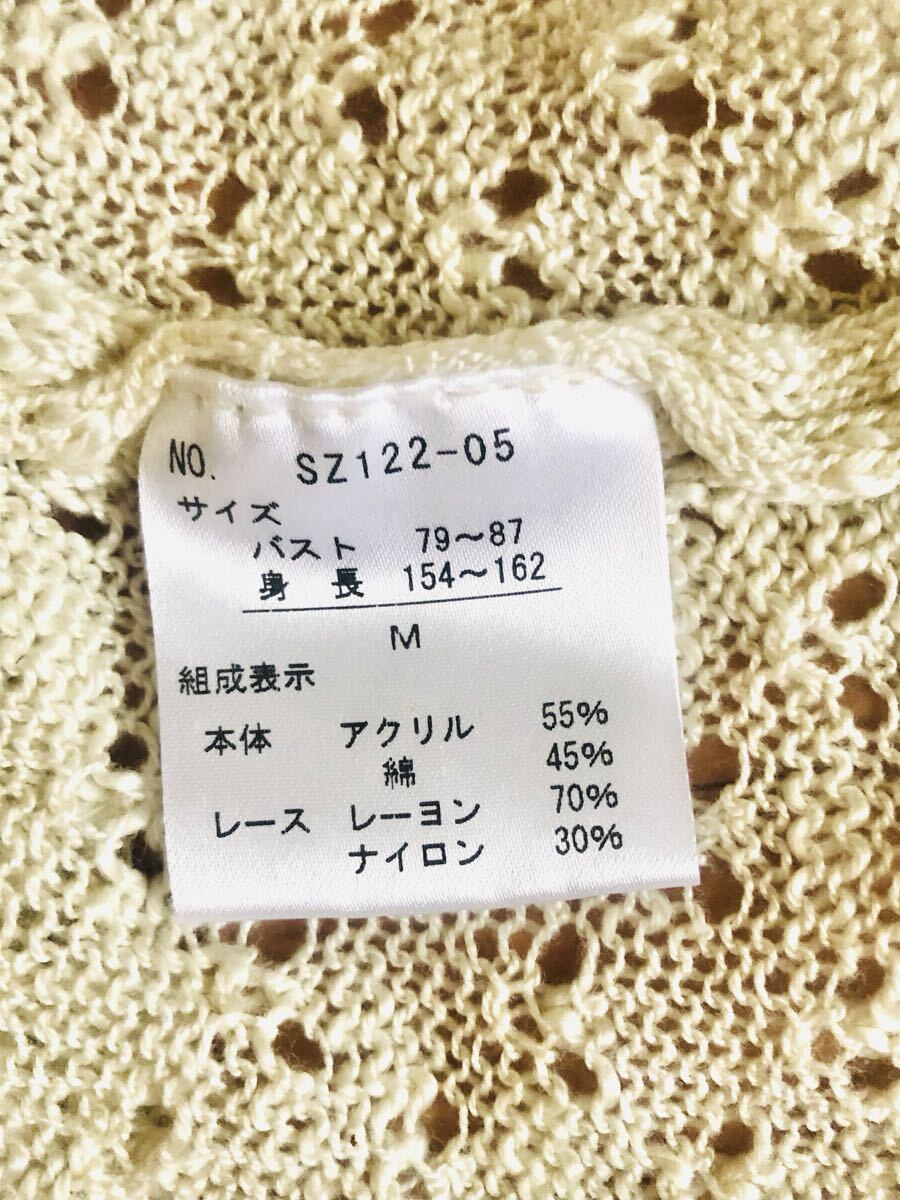 NO. SZ122-05
サイズ
バスト 79～87
身 長 154～162
M
組成表示
本体 アクリル 55%
綿 45%
レース レーヨン 70%
ナイロン 30%